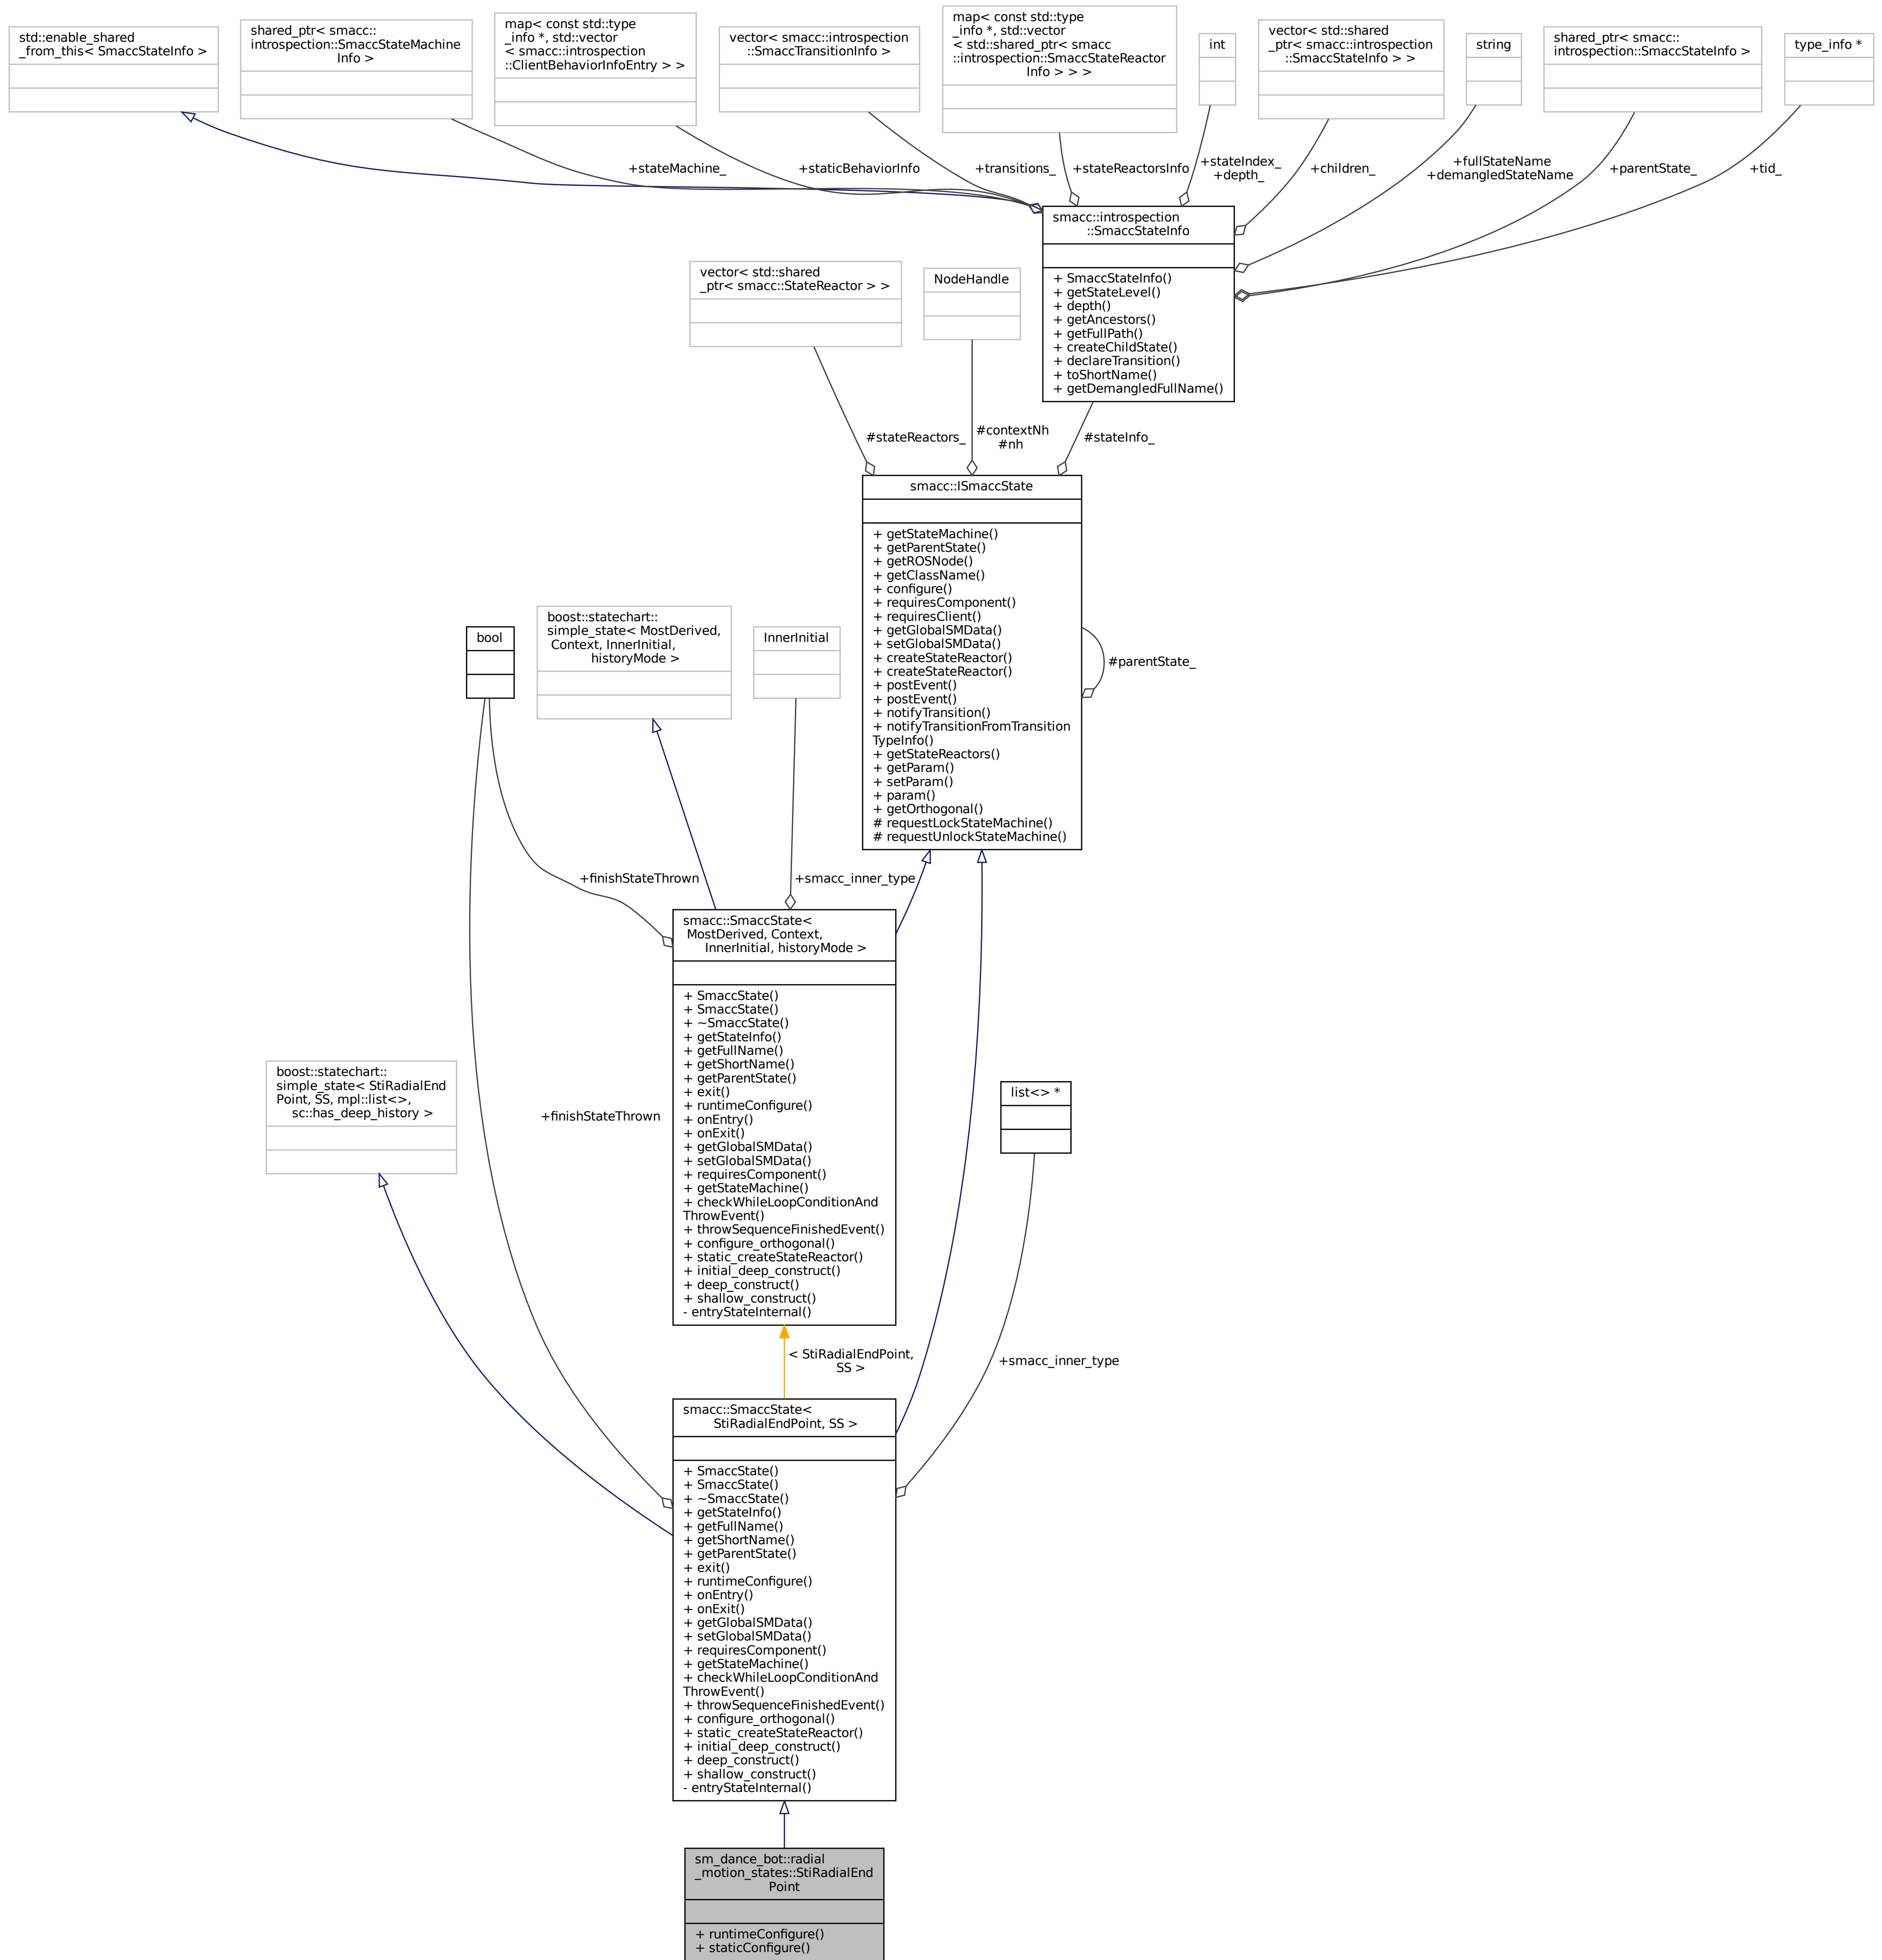 std::enable_shared
_from_this< SmaccStateInfo >
shared_ptr< smacc::
introspection::SmaccStateMachine
Info >
map< const std::type
_info *, std::vector
< smacc::introspection
::ClientBehaviorInfoEntry > >
vector< smacc::introspection
::SmaccTransitionInfo >
map< const std::type
_info *, std::vector
< std::shared_ptr< smacc
::introspection::SmaccStateReactor
Info > > >
int
vector< std::shared
_ptr< smacc::introspection
::SmaccStateInfo > >
string
shared_ptr< smacc::
introspection::SmaccStateInfo >
type_info *
+stateMachine_
+staticBehaviorInfo
+transitions_
+stateReactorsInfo
+stateIndex_
+depth_
+children_
+fullStateName
+demangledStateName
+parentState_
+tid_
smacc::introspection
::SmaccStateInfo
+ SmaccStateInfo()
+ getStateLevel()
+ depth()
+ getAncestors()
+ getFullPath()
+ createChildState()
+ declareTransition()
+ toShortName()
+ getDemangledFullName()
vector< std::shared
_ptr< smacc::StateReactor > >
NodeHandle
#stateReactors_
#contextNh
#nh
#stateInfo_
smacc::ISmaccState
+ getStateMachine()
+ getParentState()
+ getROSNode()
+ getClassName()
+ configure()
+ requiresComponent()
+ requiresClient()
+ getGlobalSMData()
+ setGlobalSMData()
+ createStateReactor()
+ createStateReactor()
+ postEvent()
+ postEvent()
+ notifyTransition()
+ notifyTransitionFromTransition
TypeInfo()
+ getStateReactors()
+ getParam()
+ setParam()
+ param()
+ getOrthogonal()
# requestLockStateMachine()
# requestUnlockStateMachine()
#parentState_
bool
boost::statechart::
simple_state< MostDerived,
Context, InnerInitial,
historyMode >
InnerInitial
+finishStateThrown
+smacc_inner_type
smacc::SmaccState<
MostDerived, Context,
InnerInitial, historyMode >
+ SmaccState()
+ SmaccState()
+ ~SmaccState()
+ getStateInfo()
+ getFullName()
+ getShortName()
+ getParentState()
+ exit()
+ runtimeConfigure()
+ onEntry()
+ onExit()
+ getGlobalSMData()
+ setGlobalSMData()
+ requiresComponent()
+ getStateMachine()
+ checkWhileLoopConditionAnd
ThrowEvent()
+ throwSequenceFinishedEvent()
+ configure_orthogonal()
+ static_createStateReactor()
+ initial_deep_construct()
+ deep_construct()
+ shallow_construct()
- entryStateInternal()
boost::statechart::
simple_state< StiRadialEnd
Point, SS, mpl::list<>,
sc::has_deep_history >
+finishStateThrown
list<> *
< StiRadialEndPoint,
SS >
+smacc_inner_type
smacc::SmaccState<
StiRadialEndPoint, SS >
+ SmaccState()
+ SmaccState()
+ ~SmaccState()
+ getStateInfo()
+ getFullName()
+ getShortName()
+ getParentState()
+ exit()
+ runtimeConfigure()
+ onEntry()
+ onExit()
+ getGlobalSMData()
+ setGlobalSMData()
+ requiresComponent()
+ getStateMachine()
+ checkWhileLoopConditionAnd
ThrowEvent()
+ throwSequenceFinishedEvent()
+ configure_orthogonal()
+ static_createStateReactor()
+ initial_deep_construct()
+ deep_construct()
+ shallow_construct()
- entryStateInternal()
sm_dance_bot::radial
_motion_states::StiRadialEnd
Point
+ runtimeConfigure()
+ staticConfigure()